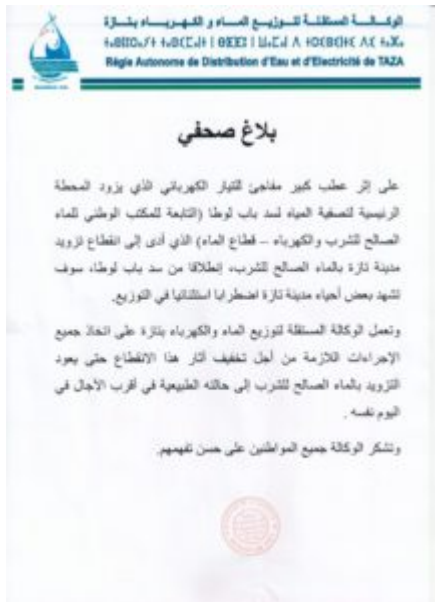 الوكالة المستقلة لتوزيع الماء و الكهرباء بتازة
Régie Autonome de Distribution d'Eau et d'Electricité de TAZA
بلاغ صحفي
على إثر عطب كبير مفاجئ للتيار الكهربائي الذي يزود المحطة
الرئيسية لتصفية المياه لسد باب لوطا (التابعة للمكتب الوطني للماء
الصالح للشرب والكهرباء – قطاع الماء) الذي أدى إلى انقطاع تزويد
مدينة تازة بالماء الصالح للشرب، إنطلاقا من سد باب لوطا، سوف
تشهد بعض أحياء مدينة تازة اضطرابا استثنائيا في التوزيع.
وتعمل الوكالة المستقلة لتوزيع الماء والكهرباء بتازة على اتخاذ جميع
الإجراءات اللازمة من أجل تخفيف آثار هذا الانقطاع حتى يعود
التزويد بالماء الصالح للشرب إلى حالته الطبيعية في أقرب الآجال في
اليوم نفسه .
وتشكر الوكالة جميع المواطنين على حسن تفهمهم.